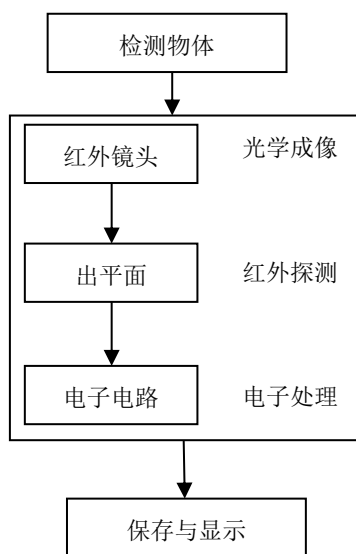 检测物体
红外镜头 光学成像
出平面 红外探测
电子电路 电子处理
保存与显示